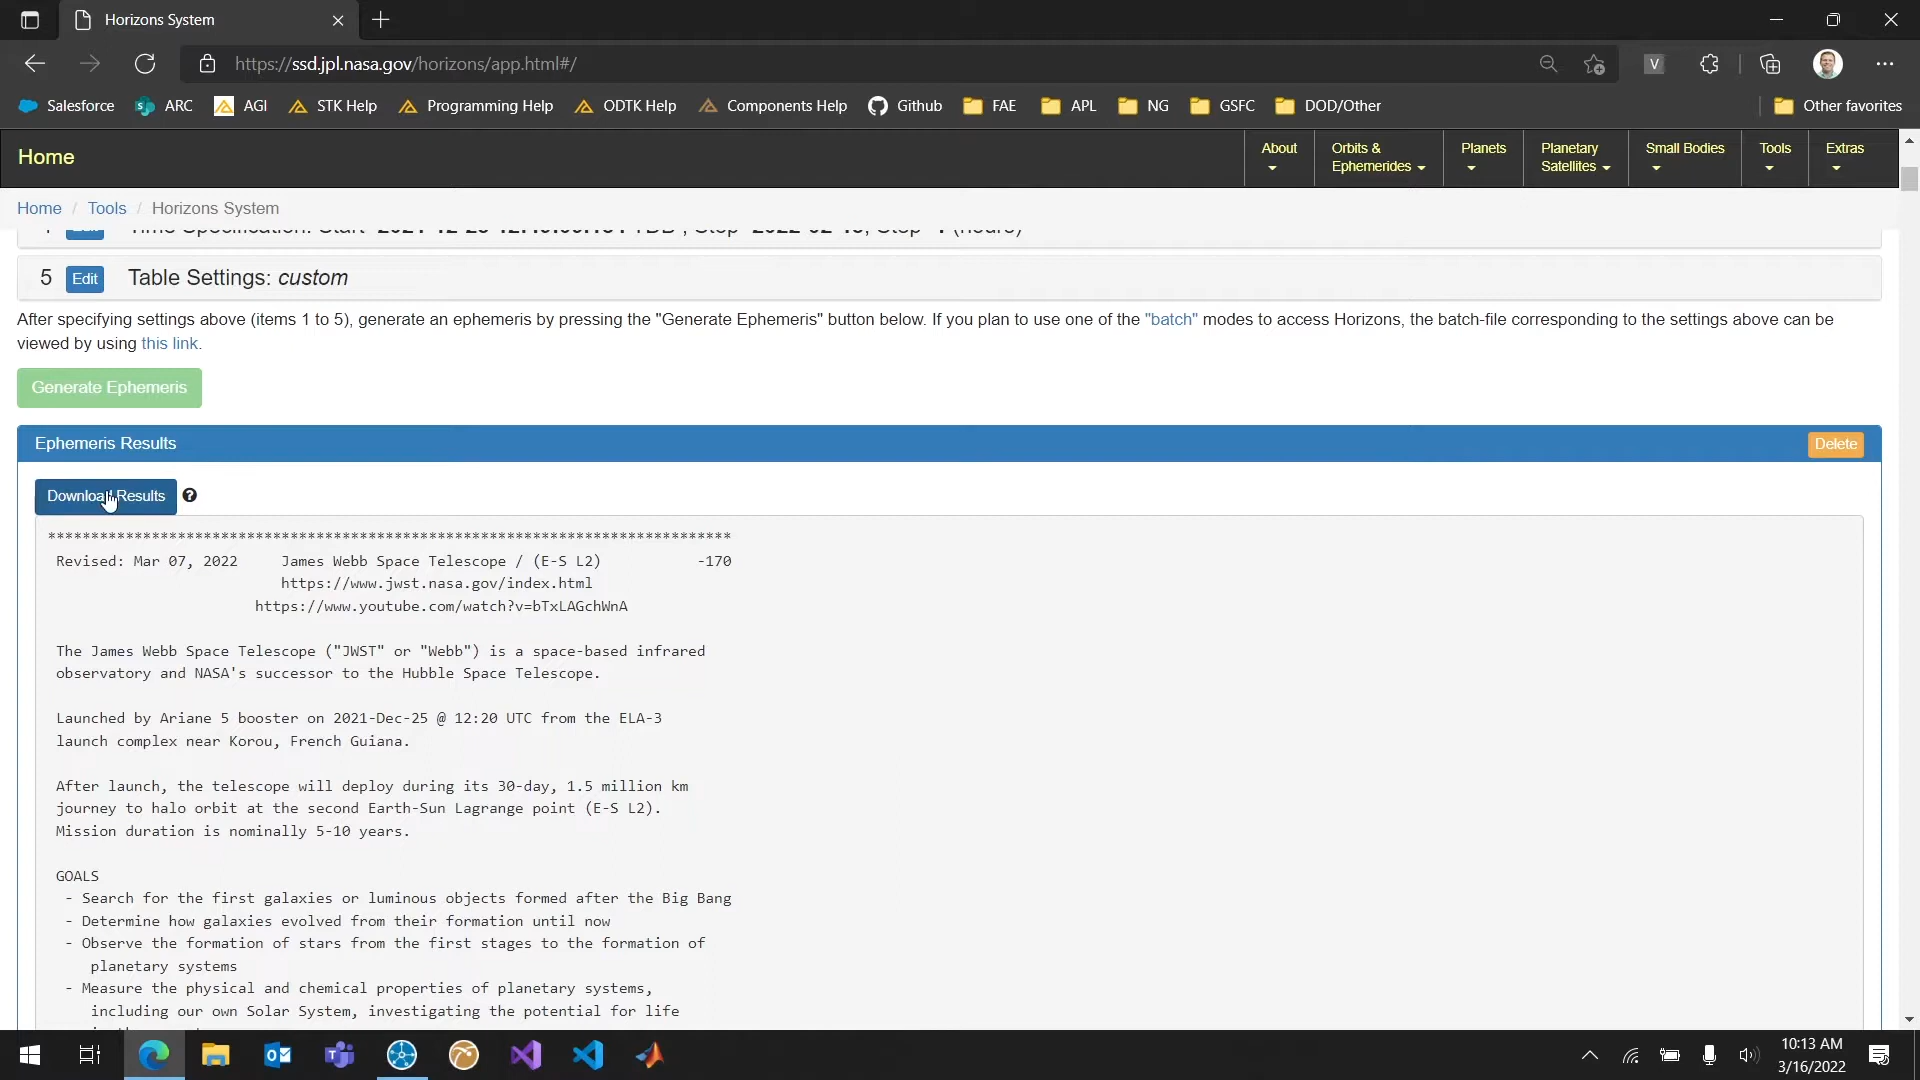 Horizons System
https://ssd.jpl.nasa.gov/horizons/app.html#/
V
Salesforce
ARC
AGI
STK Help
Programming Help
ODTK Help
Components Help
Github
FAE
APL
NG
GSFC
DOD/Other
Other favorites
Home
About
Orbits &
Ephemerides
Planets
Planetary
Satellites
Small Bodies
Tools
Extras
Home / Tools / Horizons System
5 Edit Table Settings: custom
After specifying settings above (items 1 to 5), generate an ephemeris by pressing the "Generate Ephemeris" button below. If you plan to use one of the "batch" modes to access Horizons, the batch-file corresponding to the settings above can be
viewed by using this link.
Generate Ephemeris
Ephemeris Results
Delete
Download Results
*******************************************************************************
Revised: Mar 07, 2022 James Webb Space Telescope / (E-S L2) -170
https://www.jwst.nasa.gov/index.html
https://www.youtube.com/watch?v=bTxLAGchWnA
The James Webb Space Telescope ("JWST" or "Webb") is a space-based infrared
observatory and NASA's successor to the Hubble Space Telescope.
Launched by Ariane 5 booster on 2021-Dec-25 @ 12:20 UTC from the ELA-3
launch complex near Korou, French Guiana.
After launch, the telescope will deploy during its 30-day, 1.5 million km
journey to halo orbit at the second Earth-Sun Lagrange point (E-S L2).
Mission duration is nominally 5-10 years.
GOALS
- Search for the first galaxies or luminous objects formed after the Big Bang
- Determine how galaxies evolved from their formation until now
- Observe the formation of stars from the first stages to the formation of
planetary systems
- Measure the physical and chemical properties of planetary systems,
including our own Solar System, investigating the potential for life
10:13 AM
3/16/2022